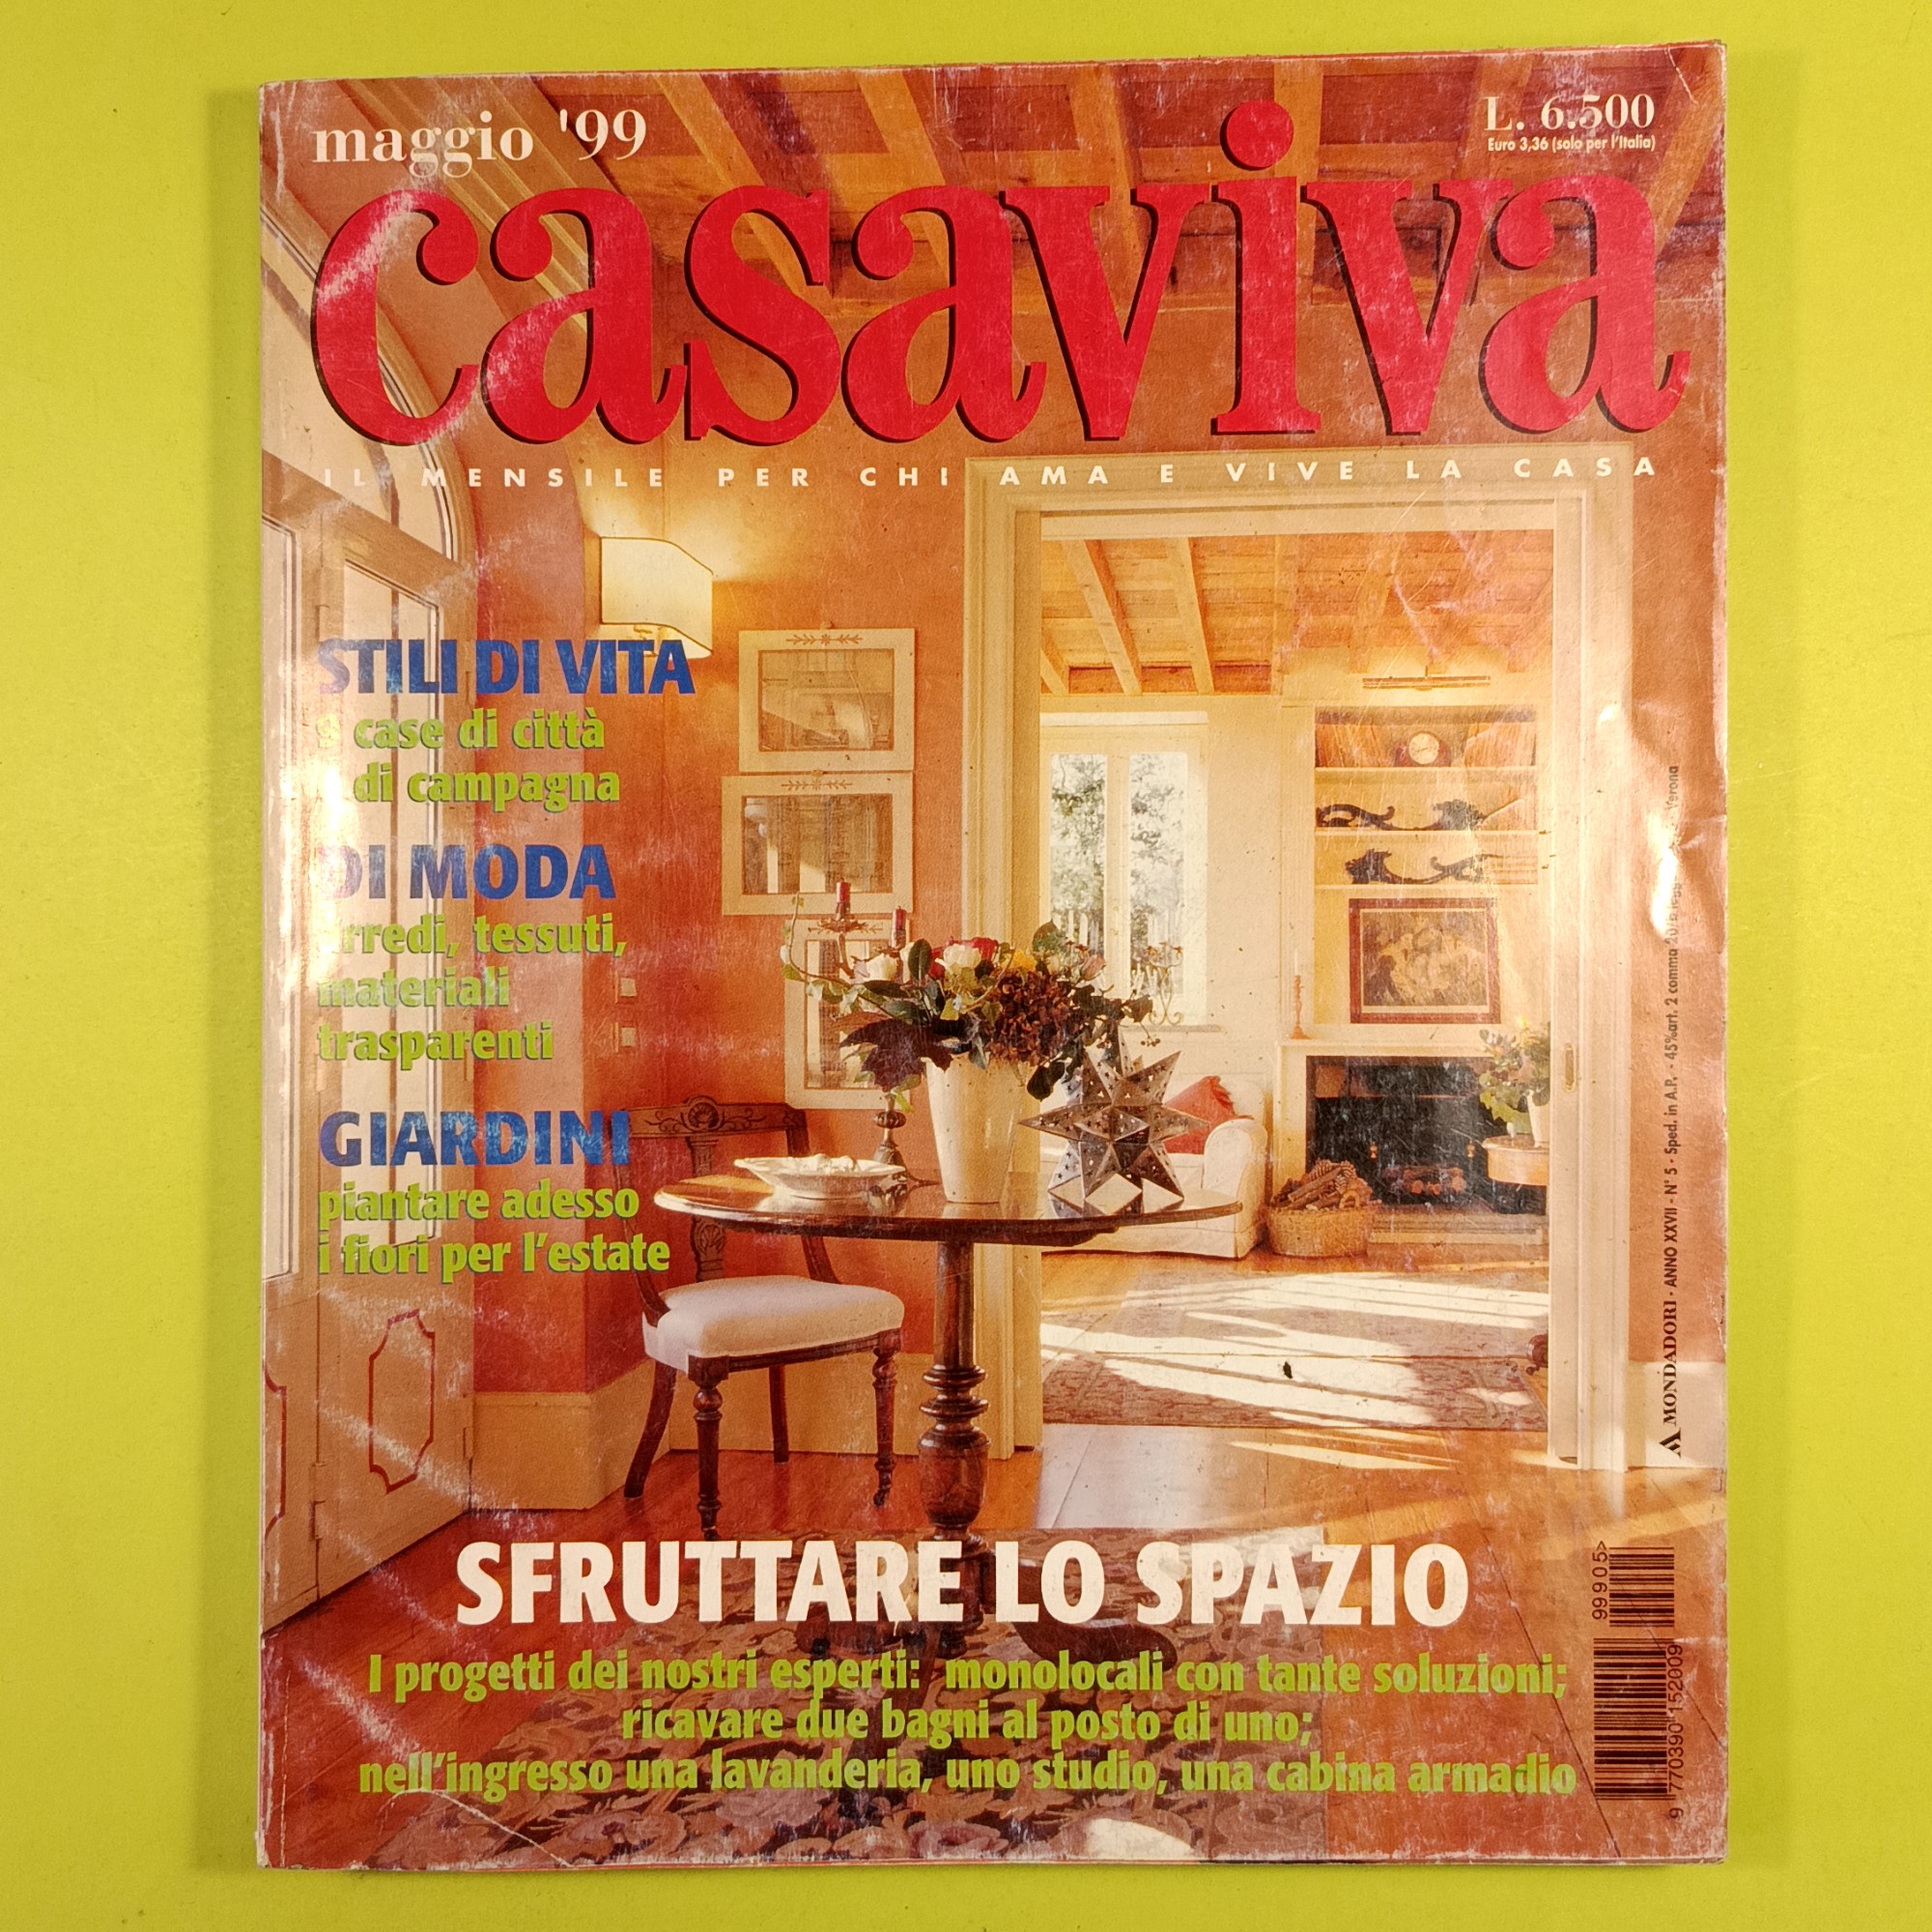 maggio '99
L. 6.500
Euro 3,36 (solo per l'Italia)
casaviva
IL MENSILE PER CHI AMA E VIVE LA CASA
STILI DI VITA
case di città
di campagna
DI MODA
arredi, tessuti,
materiali
trasparenti
GIARDINI
piantare adesso
i fiori per l'estate
SFRUTTARE LO SPAZIO
I progetti dei nostri esperti: monolocali con tante soluzioni;
ricavare due bagni al posto di uno;
nell'ingresso una lavanderia, uno studio, una cabina armadio
MONDADORI - ANNO XXVII - N° 5 - Sped. in A.P. - 45% art. 2 comma Verona
99905>
9 770390 152009